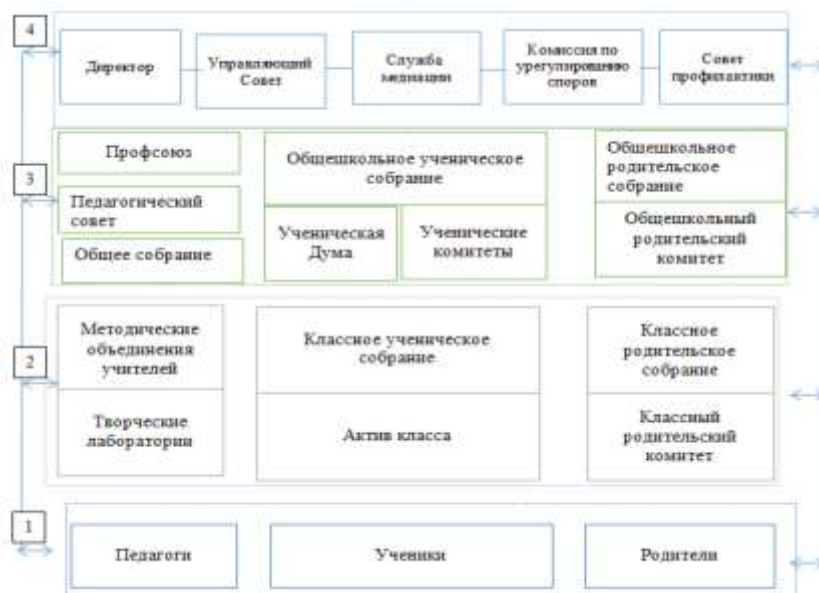 4
Директор
Управляющий
Совет
Служба
медиации
Комиссия по
урегулированию
споров
Совет
профилактики
3
Профсоюз
Педагогический
совет
Общее собрание
Общешкольное ученическое
собрание
Ученическая
Дума
Ученические
комитеты
Общешкольное
родительское
собрание
Общешкольный
родительский
комитет
2
Методические
объединения
учителей
Творческие
лаборатории
Классное ученическое
собрание
Актив класса
Классное
родительское
собрание
Классный
родительский
комитет
1
Педагоги
Ученики
Родители